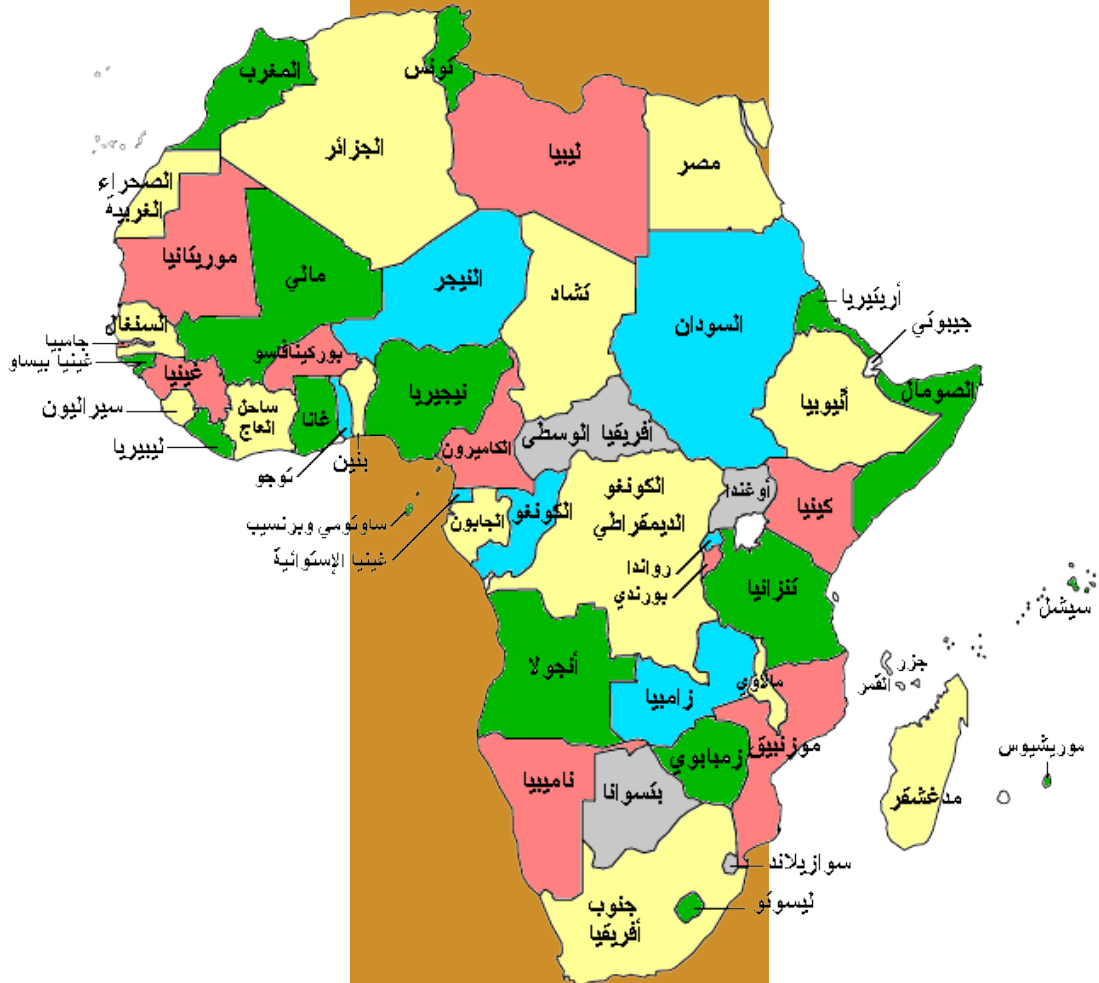 المغرب
تونس
الجزائر
ليبيا
مصر
الصحراء
الغربية
موريتانيا
مالي
النيجر
تشاد
السودان
أريتيريا
جيبوتي
السنغال
جامبيا
غينيا بيساو
غينيا
بوركينافاسو
نيجيريا
أثيوبيا
الصومال
سيراليون
ساحل
العاج
غانا
ليبيريا
توجو
بنين
الكاميرون
أفريقيا الوسطى
أوغندا
كينيا
الكونغو
الديمقراطي
الكونغو
الجابون
ساوتومي وبرنسيب
غينيا الإستوائية
رواندا
بورندي
تنزانيا
سيشل
أنجولا
زامبيا
مالاوي
جزر
القمر
موزنبيق
زمبابوي
موريشيوس
ناميبيا
بتسوانا
مدغشقر
سوازيلاند
ليسوتو
جنوب
أفريقيا